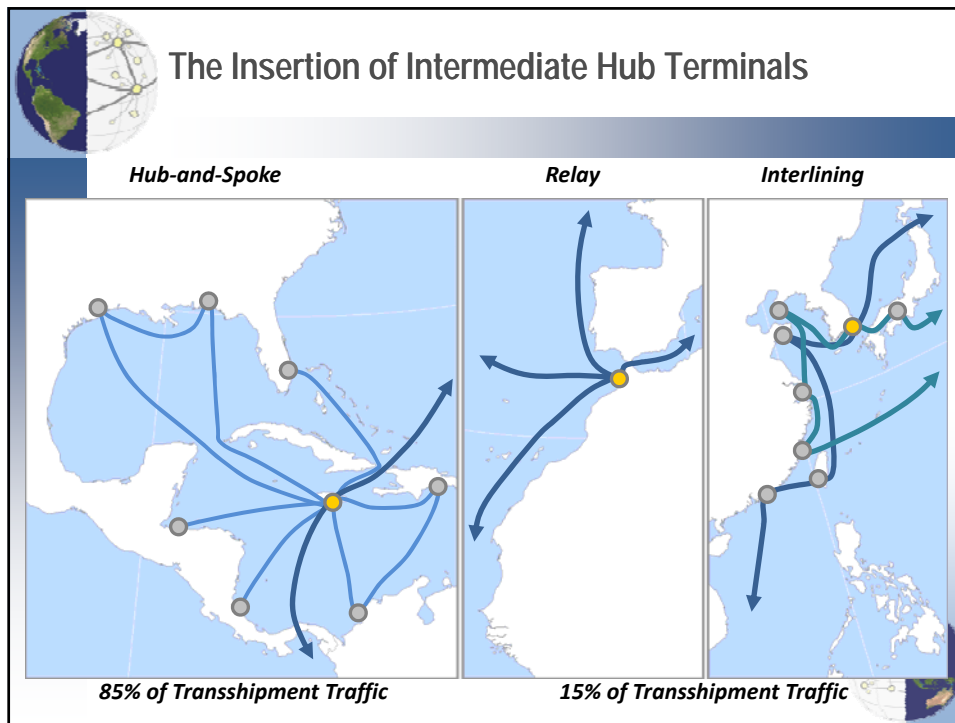 The Insertion of Intermediate Hub Terminals
Hub-and-Spoke
Relay
Interlining
85% of Transshipment Traffic
15% of Transshipment Traffic